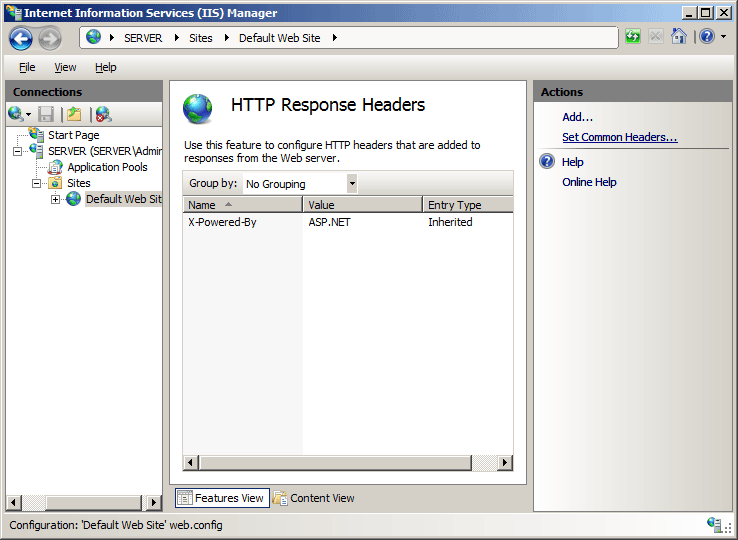 Internet Information Services (IIS) Manager
SERVER Sites Default Web Site
File View Help
Connections
Start Page
SERVER (SERVER\Admin
Application Pools
Sites
Default Web Sit
HTTP Response Headers
Use this feature to configure HTTP headers that are added to
responses from the Web server.
Group by: No Grouping
Name Value Entry Type
X-Powered-By ASP.NET Inherited
Features View Content View
Actions
Add...
Set Common Headers...
Help
Online Help
Configuration: 'Default Web Site' web.config